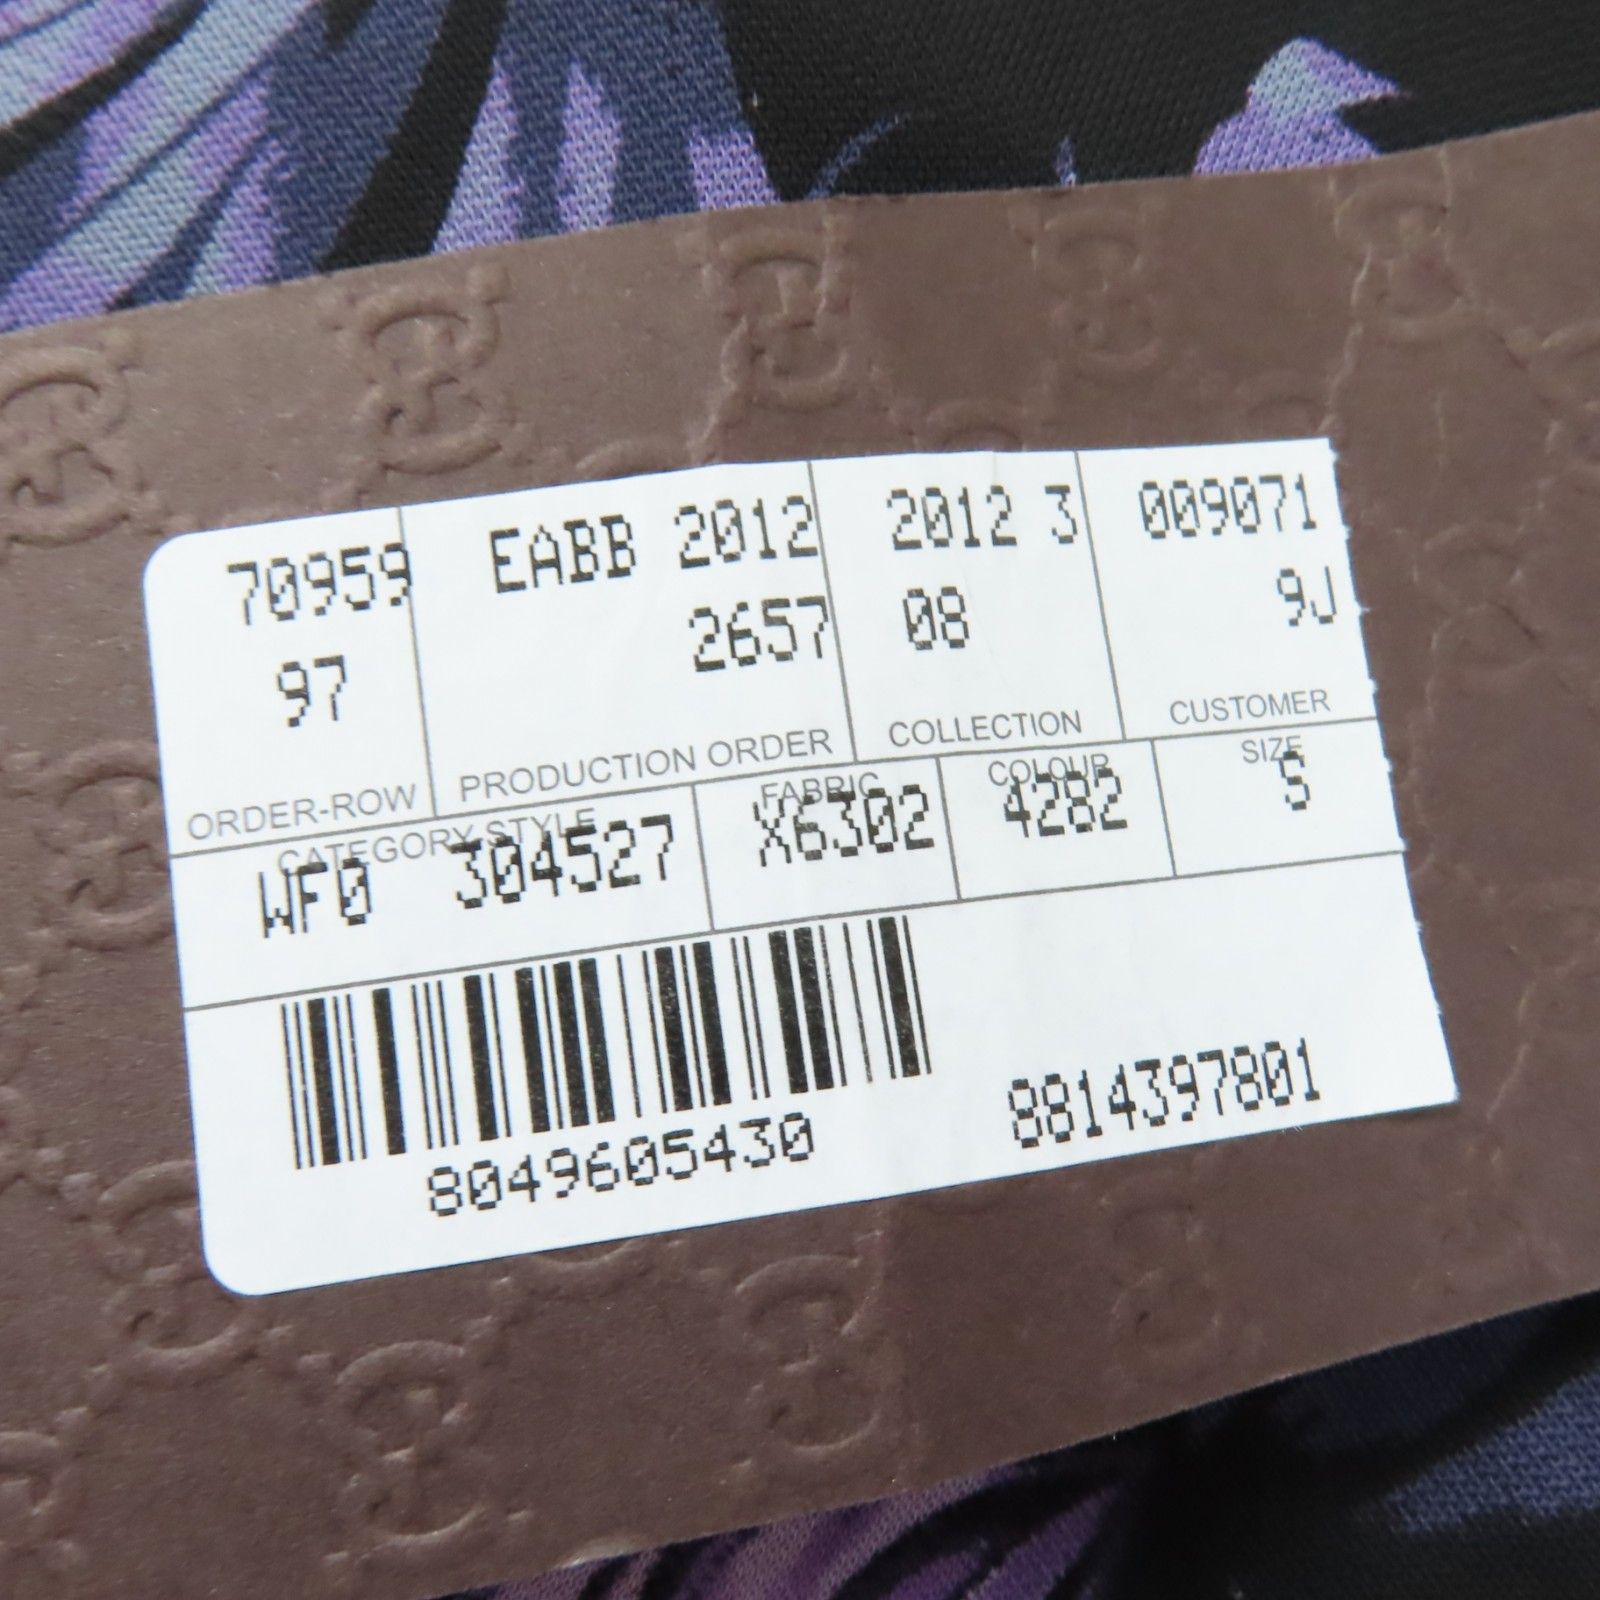 70959 EABB 2012 2012 3 009071
97 2657 08 9J
ORDER-ROW PRODUCTION ORDER COLLECTION CUSTOMER
CATEGORY STYLE FABRIC COLOUR SIZE
WF0 304527 X6302 4282 S
8049605430 8814397801